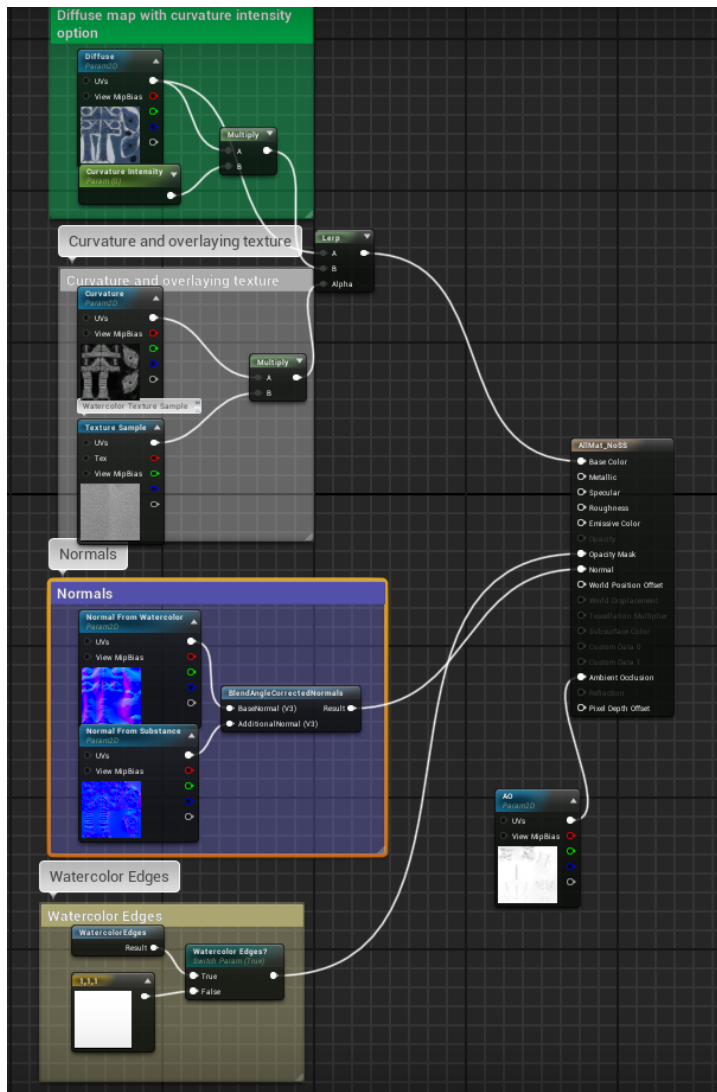 Diffuse map with curvature intensity
option
Diffuse
Param2D
UVs
View MipBias
Multiply
A
B
Curvature Intensity
Param (0)
Curvature and overlaying texture
Lerp
A
B
Alpha
Curvature and overlaying texture
Curvature
Param2D
UVs
View MipBias
Multiply
A
B
Watercolor Texture Sample
Texture Sample
UVs
Tex
View MipBias
AllMat_NoSS
Base Color
Metallic
Specular
Roughness
Emissive Color
Opacity
Opacity Mask
Normal
World Position Offset
World Displacement
Tessellation Multiplier
Subsurface Color
Custom Data 0
Custom Data 1
Ambient Occlusion
Refraction
Pixel Depth Offset
Normals
Normals
Normal From Watercolor
Param2D
UVs
View MipBias
BlendAngleCorrectedNormals
BaseNormal (V3) Result
AdditionalNormal (V3)
Normal From Substance
Param2D
UVs
View MipBias
AO
Param2D
UVs
View MipBias
Watercolor Edges
Watercolor Edges
WatercolorEdges
Result
Watercolor Edges?
Switch Param (True)
True
False
1,1,1